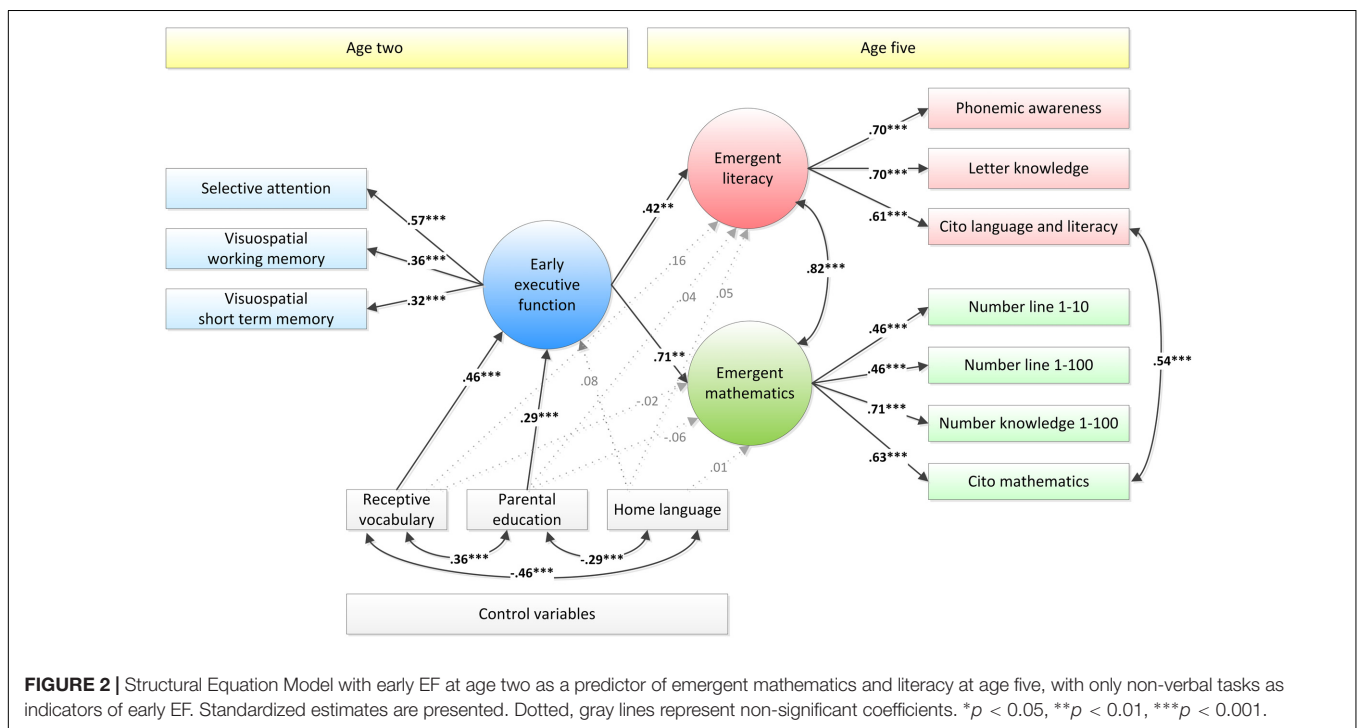 Age two
Age five
Selective attention
Visuospatial
working memory
Visuospatial
short term memory
.57***
.36***
.32***
Early
executive
function
.42**
.71**
Emergent
literacy
.82***
Emergent
mathematics
.70***
.70***
.61***
Phonemic awareness
Letter knowledge
Cito language and literacy
.46***
.46***
.71***
.63***
Number line 1-10
Number line 1-100
Number knowledge 1-100
Cito mathematics
.54***
.16
.04
.05
.08
-.02
-.06
.01
.46***
.29***
Receptive
vocabulary
Parental
education
Home language
.36***
-.29***
-.46***
Control variables
FIGURE 2 | Structural Equation Model with early EF at age two as a predictor of emergent mathematics and literacy at age five, with only non-verbal tasks as
indicators of early EF. Standardized estimates are presented. Dotted, gray lines represent non-significant coefficients. *p < 0.05, **p < 0.01, ***p < 0.001.